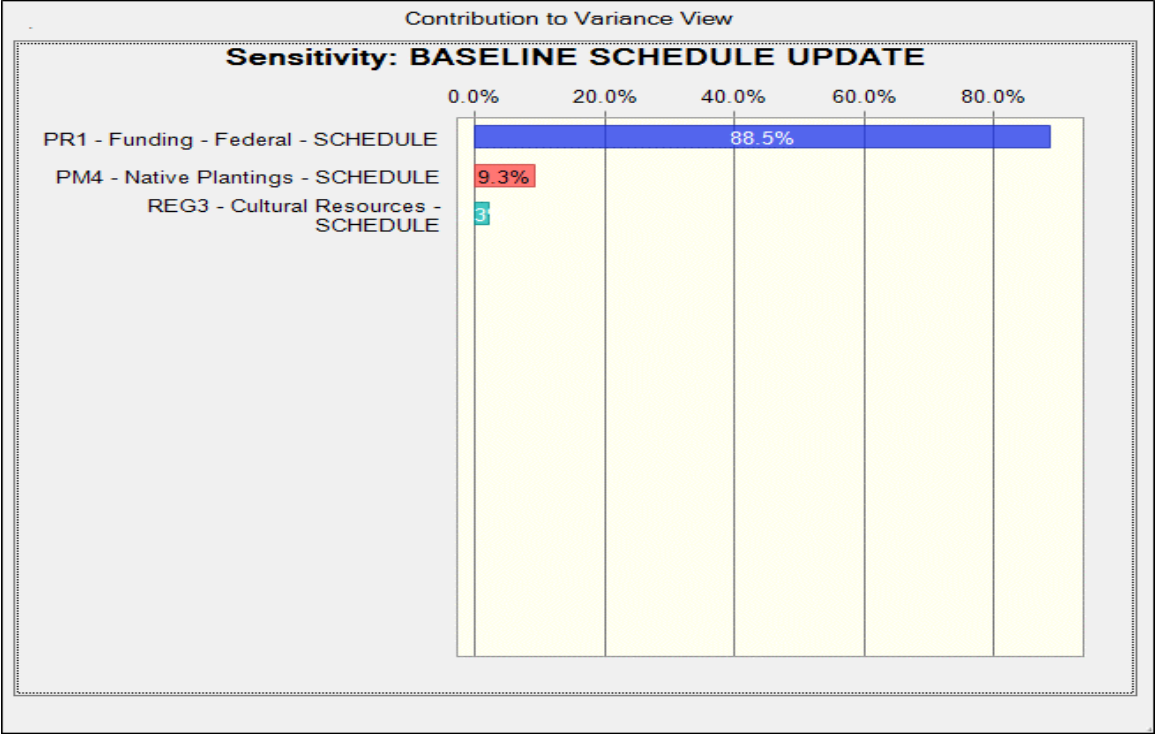 Contribution to Variance View
Sensitivity: BASELINE SCHEDULE UPDATE
0.0% 20.0% 40.0% 60.0% 80.0%
PR1 - Funding - Federal - SCHEDULE 88.5%
PM4 - Native Plantings - SCHEDULE 9.3%
REG3 - Cultural Resources -
SCHEDULE